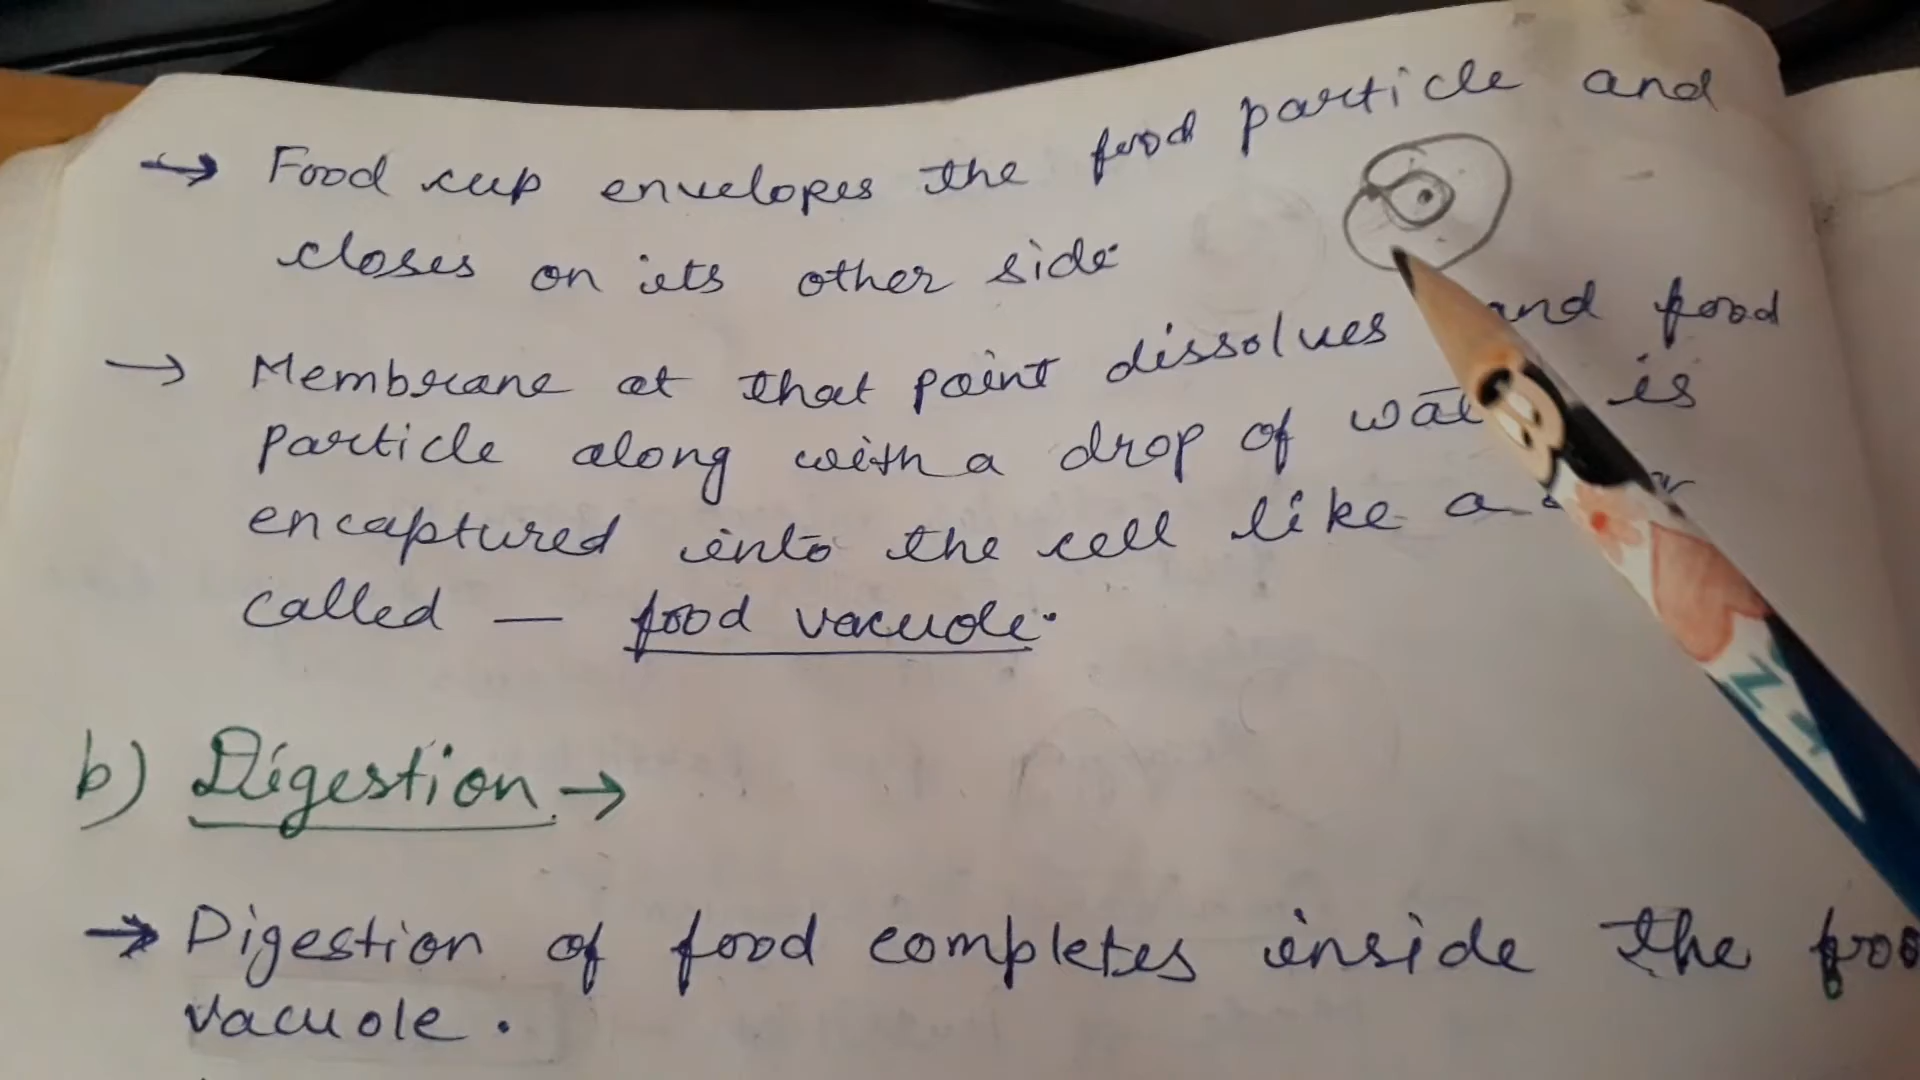 → Food cup envelopes the food particle and
closes on its other side.
→ Membrane at that point dissolves and food
particle along with a drop of is
encaptured into the cell like a
called — food vacuole.
b) Digestion →
→ Digestion of food completes inside the foo
vacuole.